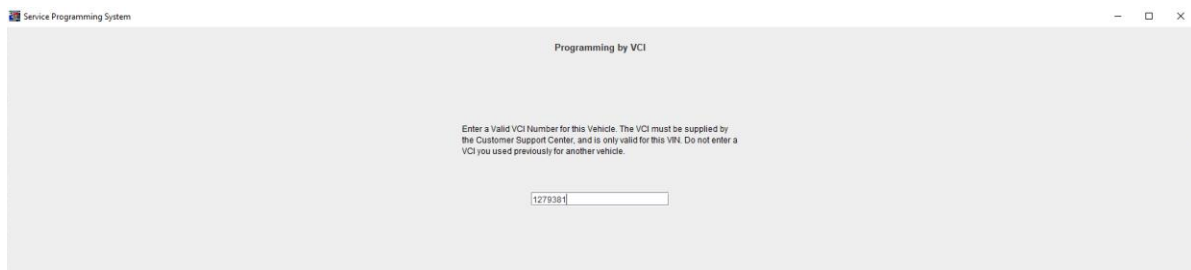 Service Programming System
Programming by VCI
Enter a Valid VCI Number for this Vehicle. The VCI must be supplied by
the Customer Support Center, and is only valid for this VIN. Do not enter a
VCI you used previously for another vehicle.
1279381